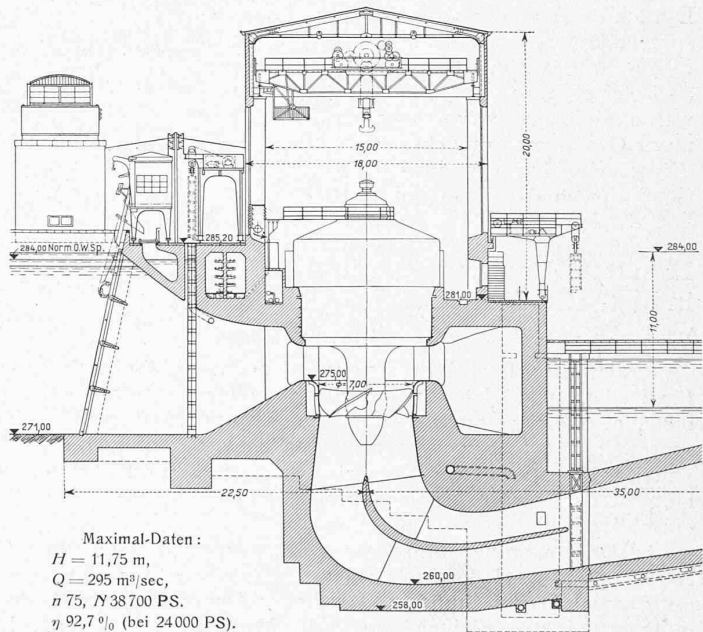 20,00
15,00
18,00
285,20
284,00 Norm O.W.Sp.
284,00
281,00
11,00
275,00
ϕ= 7,00
271,00
22,50
35,00
260,00
258,00
Maximal-Daten:
H = 11,75 m,
Q = 295 m³/sec,
n 75, N 38700 PS.
η 92,7 % (bei 24000 PS).